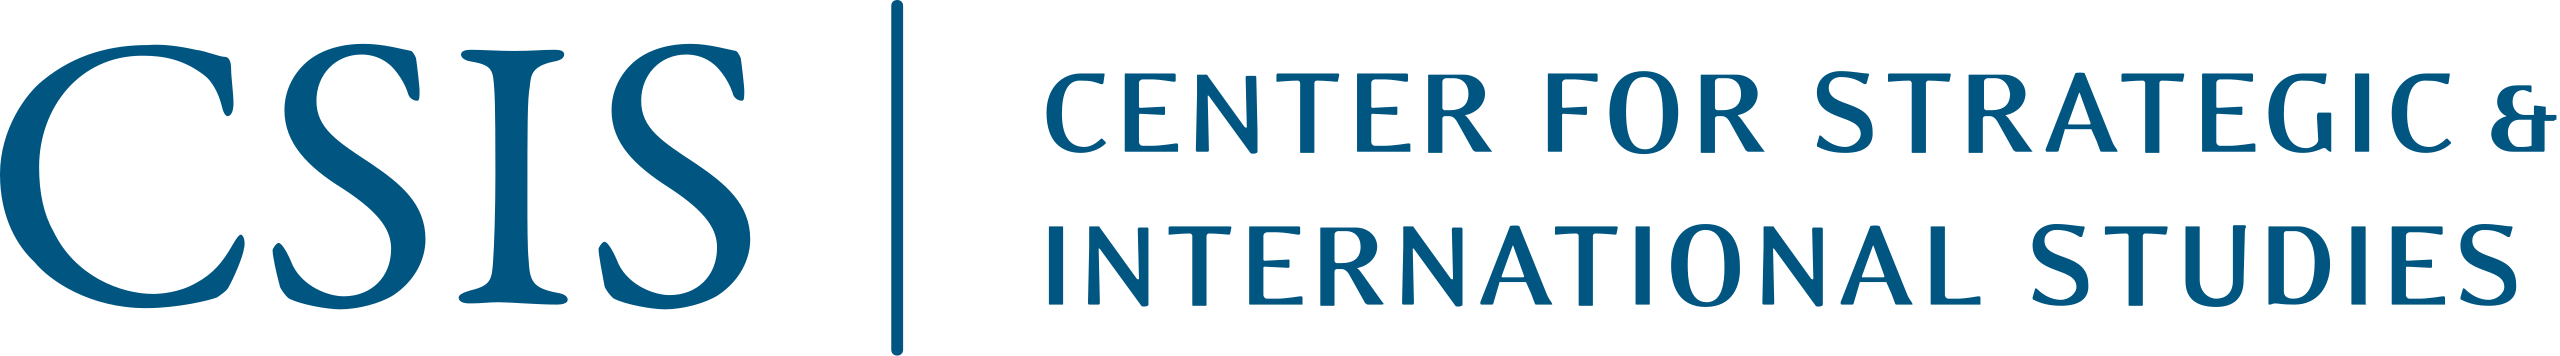 CSIS
CENTER FOR STRATEGIC &
INTERNATIONAL STUDIES